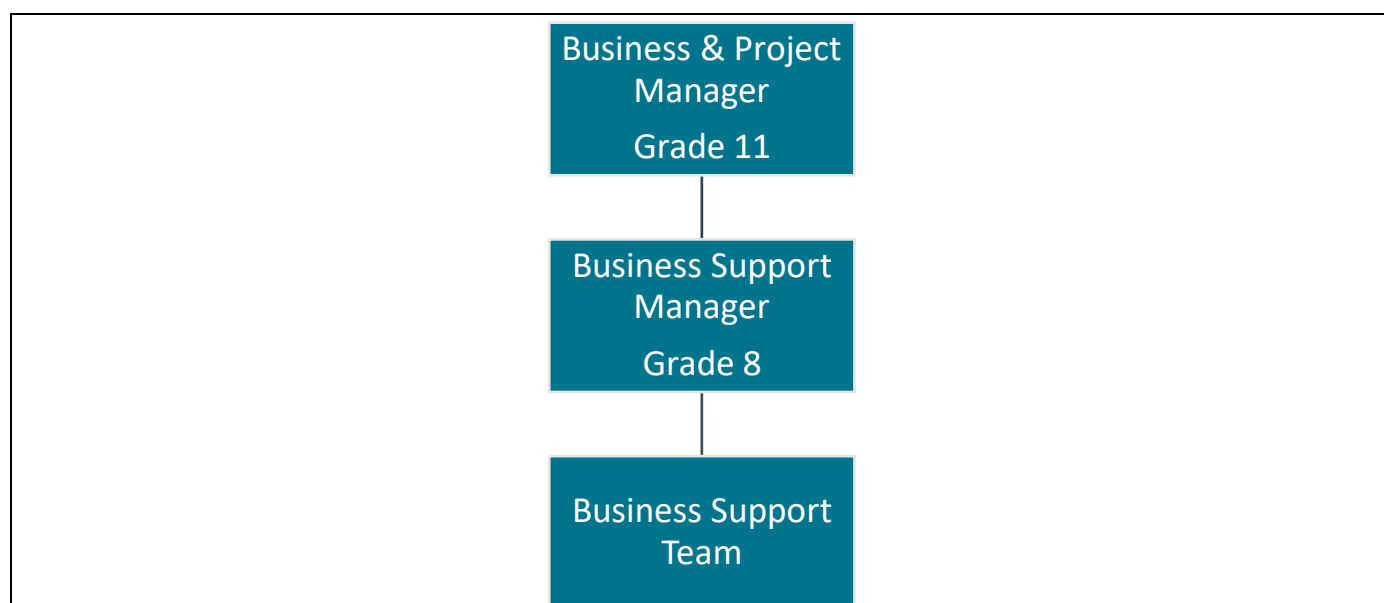 Business & Project
Manager
Grade 11
Business Support
Manager
Grade 8
Business Support
Team